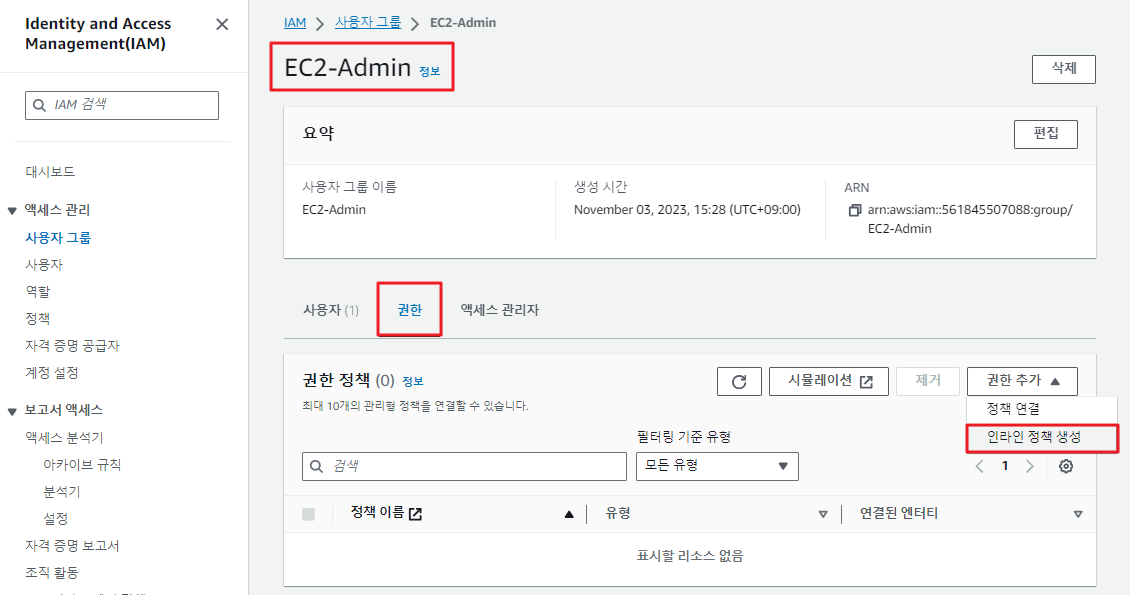 Identity and Access
Management(IAM)
IAM 검색
대시보드
액세스 관리
사용자 그룹
사용자
역할
정책
자격 증명 공급자
계정 설정
보고서 액세스
액세스 분석기
아카이브 규칙
분석기
설정
자격 증명 보고서
조직 활동
IAM 사용자 그룹 EC2-Admin
EC2-Admin 정보
삭제
요약
편집
사용자 그룹 이름
EC2-Admin
생성 시간
November 03, 2023, 15:28 (UTC+09:00)
ARN
arn:aws:iam::561845507088:group/
EC2-Admin
사용자 (1) 권한 액세스 관리자
권한 정책 (0) 정보
최대 10개의 관리형 정책을 연결할 수 있습니다.
시뮬레이션
제거
권한 추가
정책 연결
인라인 정책 생성
필터링 기준 유형
검색
모든 유형
1
정책 이름 유형 연결된 엔터티
표시할 리소스 없음